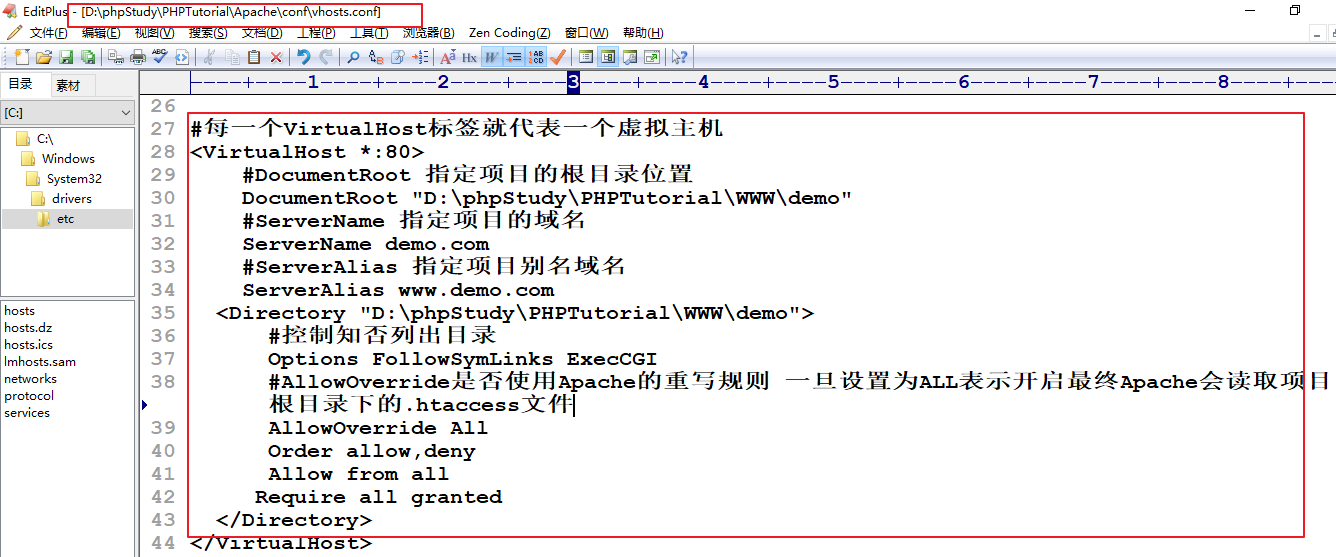 EditPlus - [D:\phpStudy\PHPTutorial\Apache\conf\vhosts.conf]
文件(F) 编辑(E) 视图(V) 搜索(S) 文档(D) 工程(P) 工具(T) 浏览器(B) Zen Coding(Z) 窗口(W) 帮助(H)
目录 素材
[C:]
C:\
Windows
System32
drivers
etc
hosts
hosts.dz
hosts.ics
lmhosts.sam
networks
protocol
services
----+----1----+----2----+----3----+----4----+----5----+----6----+----7----+----8----+--
26
27 #每一个VirtualHost标签就代表一个虚拟主机
28 <VirtualHost *:80>
29 #DocumentRoot 指定项目的根目录位置
30 DocumentRoot "D:\phpStudy\PHPTutorial\WWW\demo"
31 #ServerName 指定项目的域名
32 ServerName demo.com
33 #ServerAlias 指定项目别名域名
34 ServerAlias www.demo.com
35 <Directory "D:\phpStudy\PHPTutorial\WWW\demo">
36 #控制知否列出目录
37 Options FollowSymLinks ExecCGI
38 #AllowOverride是否使用Apache的重写规则 一旦设置为ALL表示开启最终Apache会读取项目
根目录下的.htaccess文件
39 AllowOverride All
40 Order allow,deny
41 Allow from all
42 Require all granted
43 </Directory>
44 </VirtualHost>